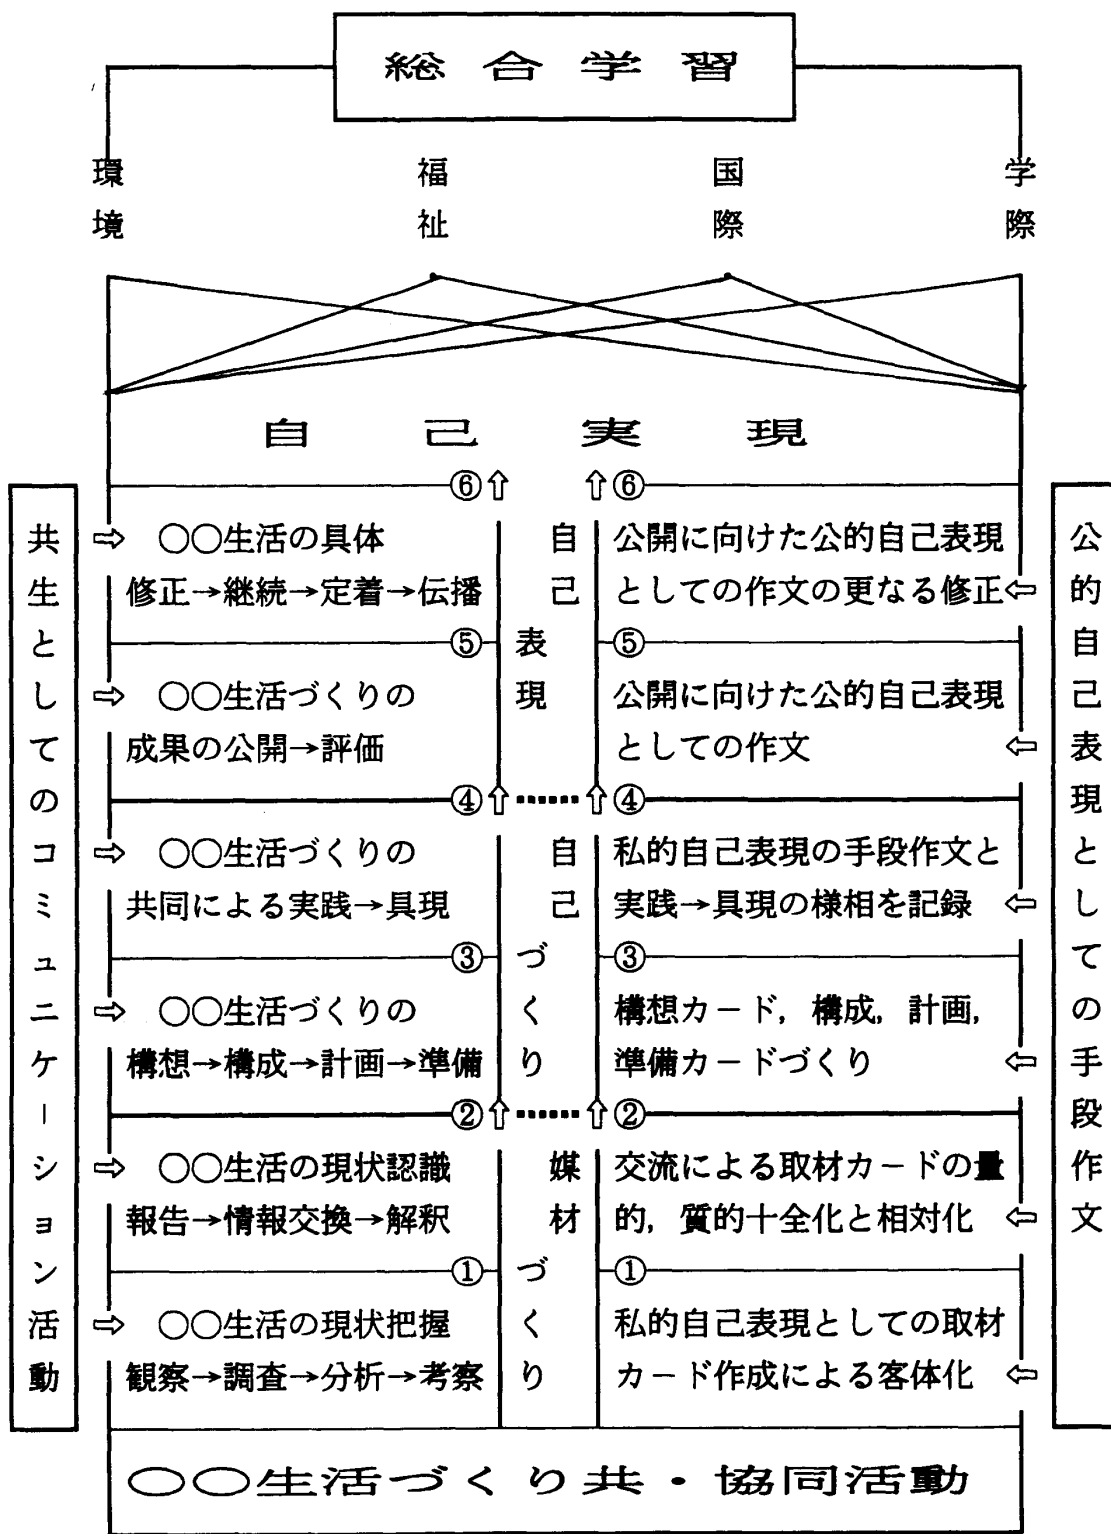 総合学習
環境
福祉
国際
学際
自己実現
共生としてのコミュニケーション活動
公的自己表現としての手段作文
⑥⇧
⇧⑥
⇨ 〇〇生活の具体
修正→継続→定着→伝播
自己表現
公開に向けた公的自己表現
としての作文の更なる修正⇦
⑤
⑤
⇨ 〇〇生活づくりの
成果の公開→評価
公開に向けた公的自己表現
としての作文 ⇦
④⇧……⇧④
⇨ 〇〇生活づくりの
共同による実践→具現
自己づくり
私的自己表現の手段作文と
実践→具現の様相を記録 ⇦
③
③
⇨ 〇〇生活づくりの
構想→構成→計画→準備
構想カード，構成，計画，
準備カードづくり ⇦
②⇧……⇧②
⇨ 〇〇生活の現状認識
報告→情報交換→解釈
媒材づくり
交流による取材カードの量
的，質的十全化と相対化 ⇦
①
①
⇨ 〇〇生活の現状把握
観察→調査→分析→考察
私的自己表現としての取材
カード作成による客体化 ⇦
〇〇生活づくり共・協同活動